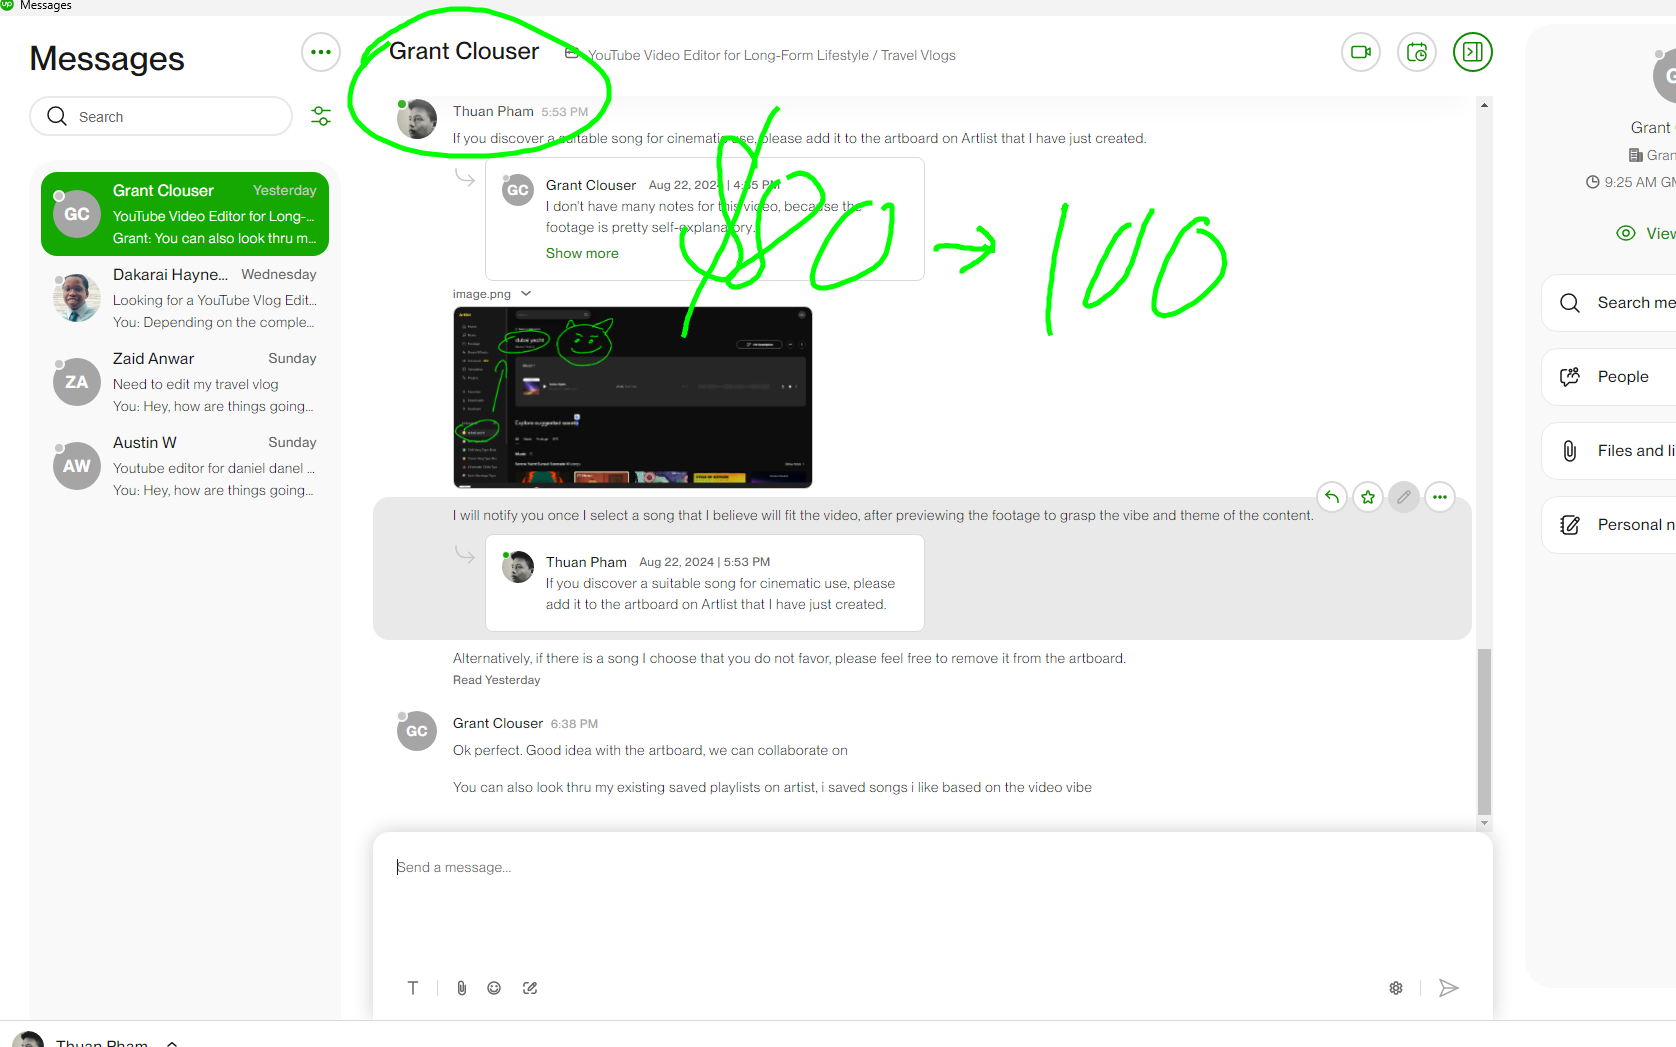 up Messages
Messages
Search
Grant Clouser Yesterday
GC
YouTube Video Editor for Long-...
Grant: You can also look thru m...
Dakarai Hayne... Wednesday
Looking for a YouTube Vlog Edit...
You: Depending on the comple...
Zaid Anwar Sunday
ZA
Need to edit my travel vlog
You: Hey, how are things going...
Austin W Sunday
AW
Youtube editor for daniel danel ...
You: Hey, how are things going...
Grant Clouser YouTube Video Editor for Long-Form Lifestyle / Travel Vlogs
Thuan Pham 5:53 PM
If you discover a suitable song for cinematic use, please add it to the artboard on Artlist that I have just created.
GC
Grant Clouser Aug 22, 2024 | 4:45 PM
I don't have many notes for this video, because the
footage is pretty self-explanatory.
Show more
$80 → 100
image.png
dubai yacht
Explore suggested assets
I will notify you once I select a song that I believe will fit the video, after previewing the footage to grasp the vibe and theme of the content.
Thuan Pham Aug 22, 2024 | 5:53 PM
If you discover a suitable song for cinematic use, please
add it to the artboard on Artlist that I have just created.
Alternatively, if there is a song I choose that you do not favor, please feel free to remove it from the artboard.
Read Yesterday
GC
Grant Clouser 6:38 PM
Ok perfect. Good idea with the artboard, we can collaborate on
You can also look thru my existing saved playlists on artist, i saved songs i like based on the video vibe
Send a message...
T
G
Grant
Gran
9:25 AM GM
View
Search me
People
Files and li
Personal n
Thuan Pham